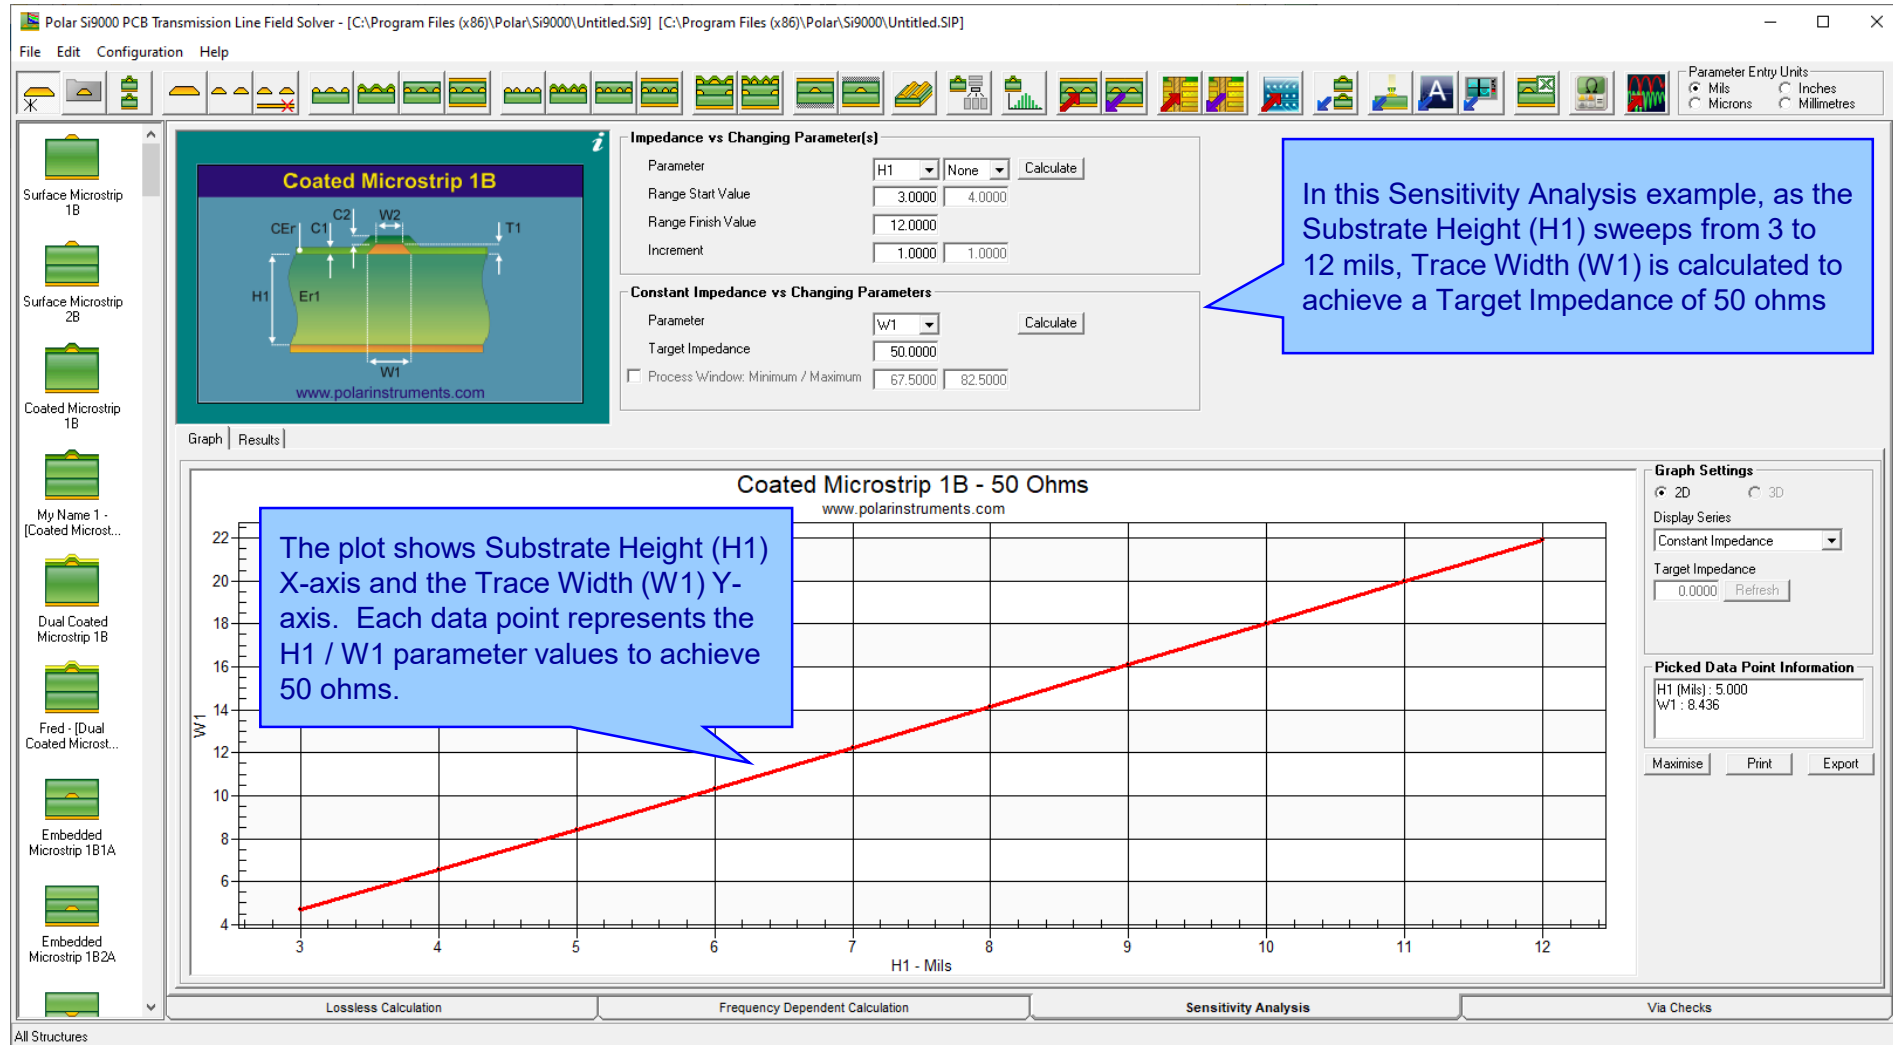 Polar Si9000 PCB Transmission Line Field Solver - [C:\Program Files (x86)\Polar\Si9000\Untitled.Si9]  [C:\Program Files (x86)\Polar\Si9000\Untitled.SIP]
File Edit Configuration Help
Parameter Entry Units
Mils Inches
Microns Millimetres
Surface Microstrip
1B
Surface Microstrip
2B
Coated Microstrip
1B
My Name 1 -
[Coated Microst...
Dual Coated
Microstrip 1B
Fred - [Dual
Coated Microst...
Embedded
Microstrip 1B1A
Embedded
Microstrip 1B2A
i
Coated Microstrip 1B
C2 W2
CEr C1 T1
H1 Er1
W1
www.polarinstruments.com
Impedance vs Changing Parameter(s)
Parameter H1 None Calculate
Range Start Value 3.0000 4.0000
Range Finish Value 12.0000
Increment 1.0000 1.0000
Constant Impedance vs Changing Parameters
Parameter W1 Calculate
Target Impedance 50.0000
Process Window: Minimum / Maximum 67.5000 82.5000
In this Sensitivity Analysis example, as the
Substrate Height (H1) sweeps from 3 to
12 mils, Trace Width (W1) is calculated to
achieve a Target Impedance of 50 ohms
Graph Results
Coated Microstrip 1B - 50 Ohms
www.polarinstruments.com
The plot shows Substrate Height (H1)
X-axis and the Trace Width (W1) Y-
axis.  Each data point represents the
H1 / W1 parameter values to achieve
50 ohms.
22
20
18
16
14
12
10
8
6
4
W1
3 4 5 6 7 8 9 10 11 12
H1 - Mils
Graph Settings
2D 3D
Display Series
Constant Impedance
Target Impedance
0.0000 Refresh
Picked Data Point Information
H1 (Mils) : 5.000
W1 : 8.436
Maximise Print Export
Lossless Calculation Frequency Dependent Calculation Sensitivity Analysis Via Checks
All Structures